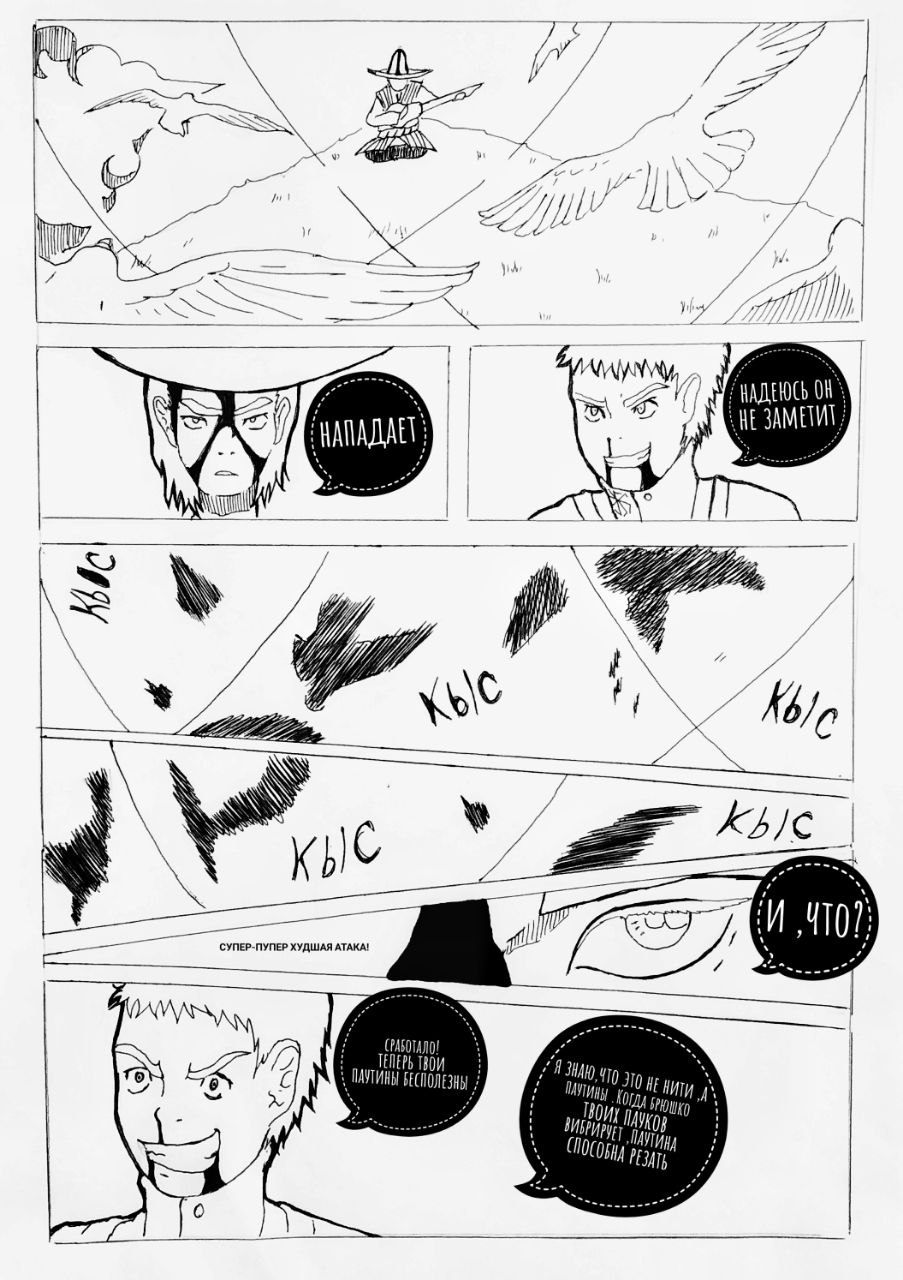 НАПАДАЕТ
НАДЕЮСЬ ОН
НЕ ЗАМЕТИТ
КЫС
КЫС
КЫС
КЫС
КЫС
СУПЕР-ПУПЕР ХУДШАЯ АТАКА!
И ,ЧТО?
СРАБОТАЛО!
ТЕПЕРЬ ТВОИ
ПАУТИНЫ БЕСПОЛЕЗНЫ
Я ЗНАЮ,ЧТО ЭТО НЕ НИТИ ,А
ПАУТИНЫ . КОГДА БРЮШКО
ТВОИХ ПАУКОВ
ВИБРИРУЕТ , ПАУТИНА
СПОСОБНА РЕЗАТЬ